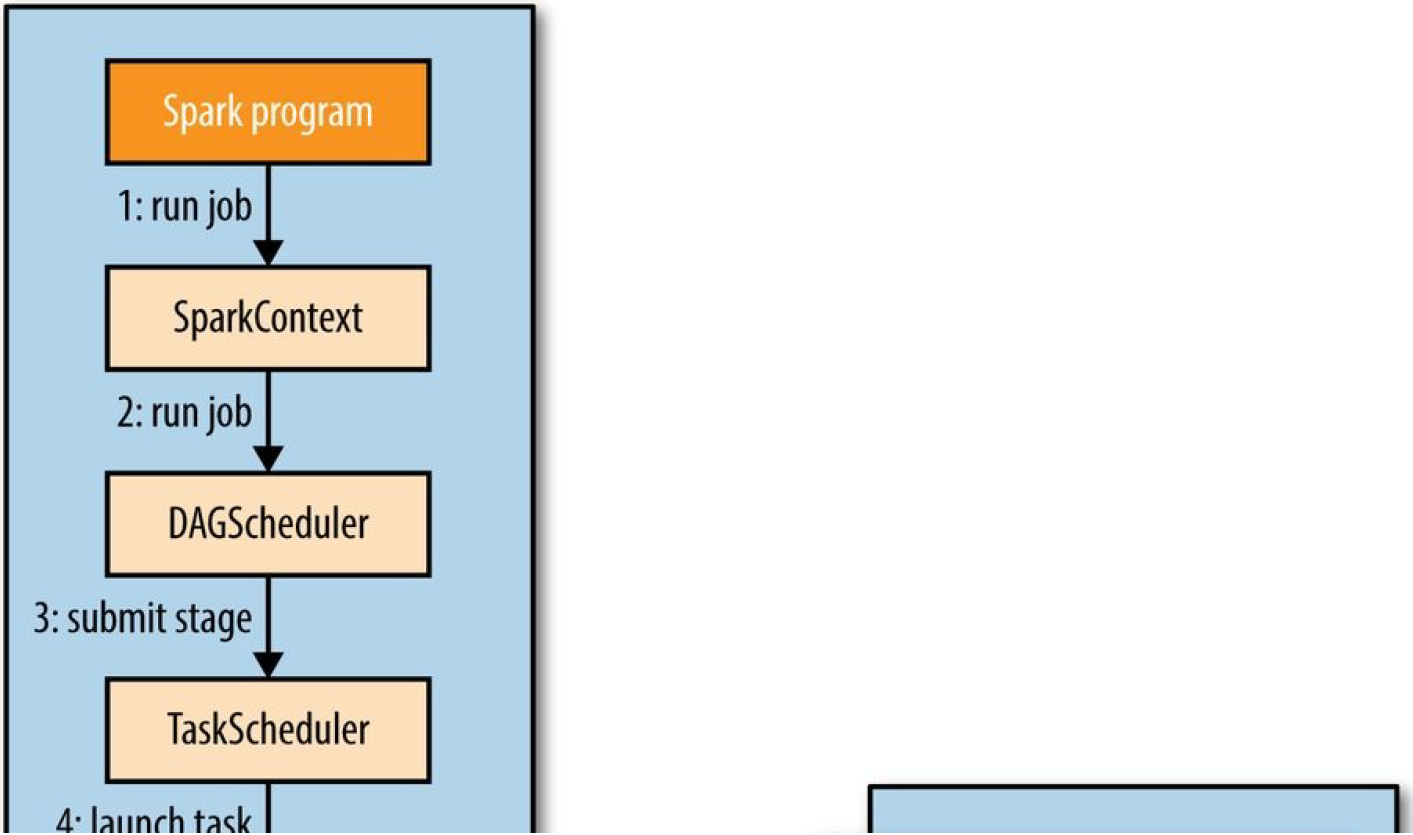 Spark program
1: run job
SparkContext
2: run job
DAGScheduler
3: submit stage
TaskScheduler
4: launch task